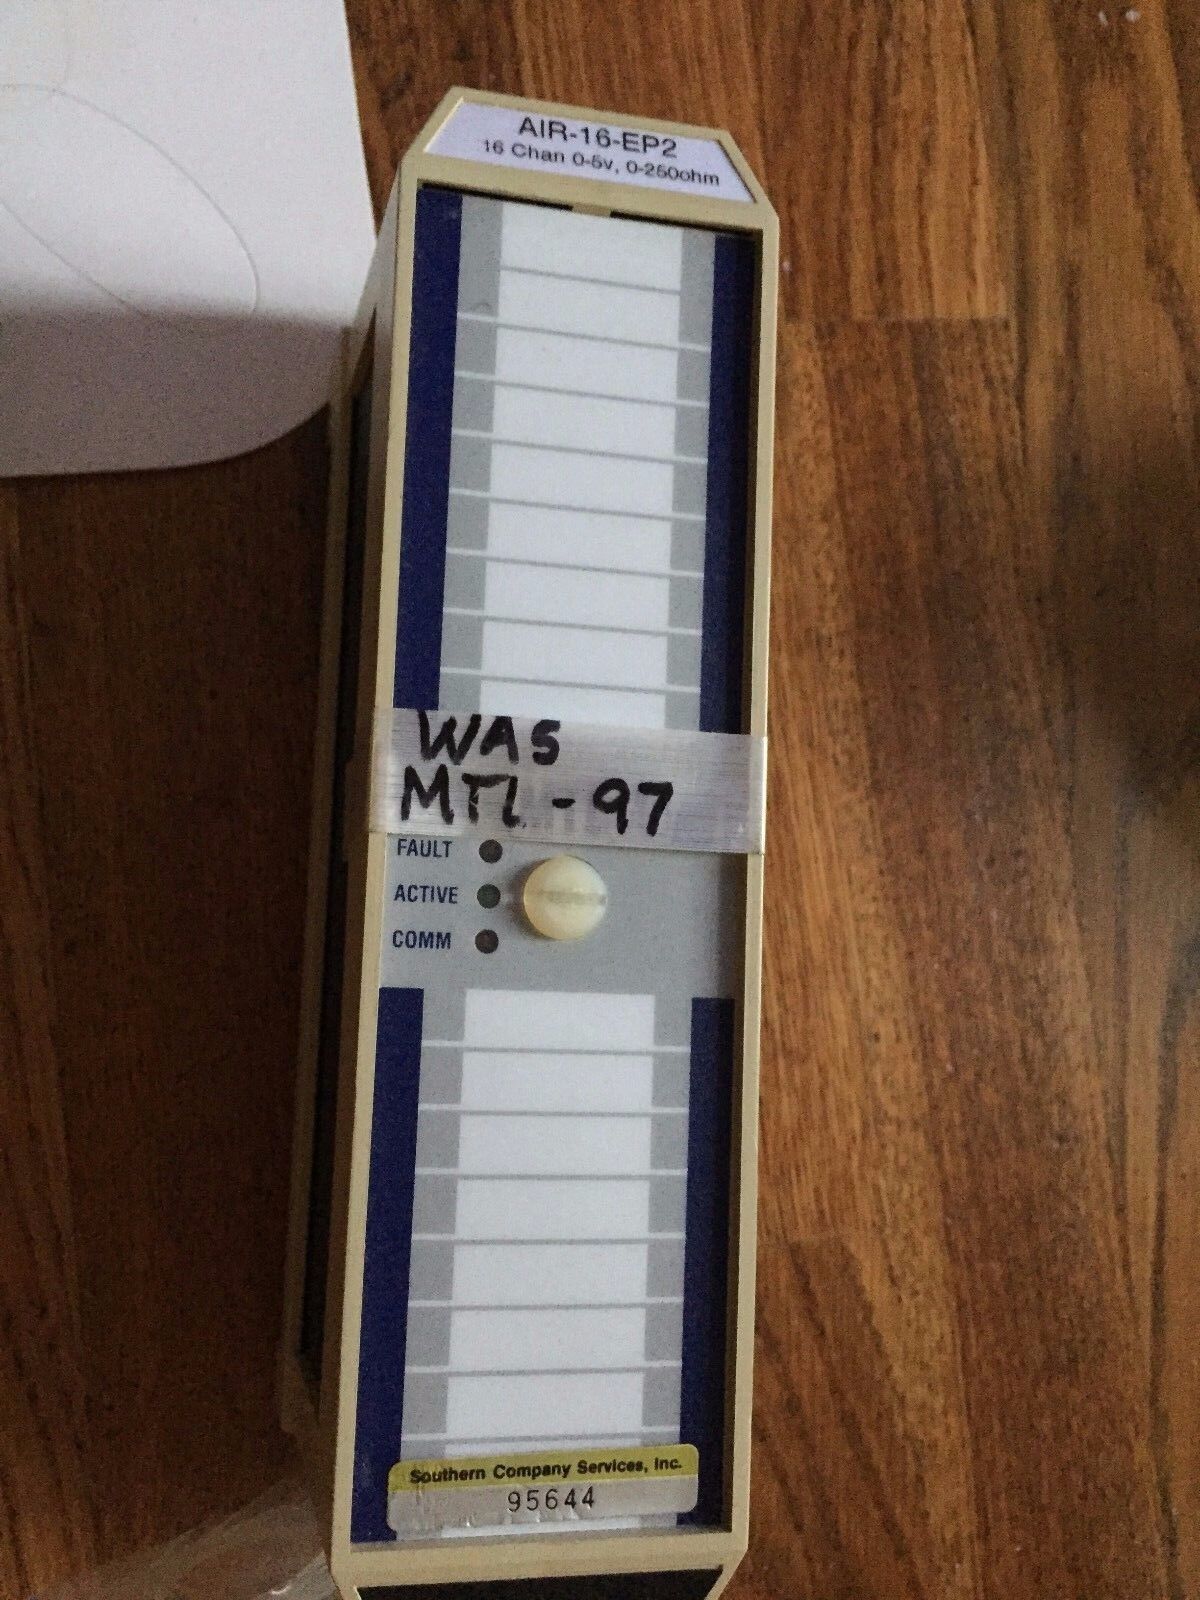 AIR-16-EP2
16 Chan 0-5v, 0-250ohm
WAS
MTL-97
FAULT
ACTIVE
COMM
Southern Company Services, Inc.
95644